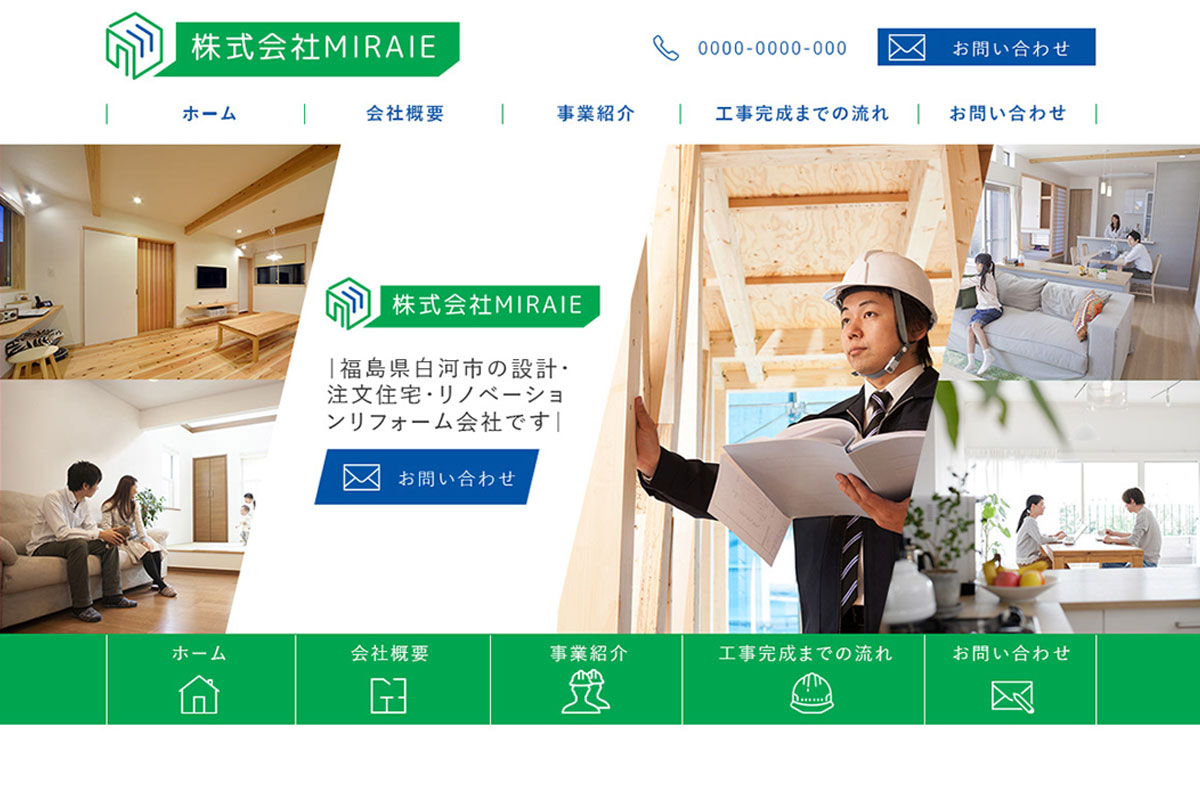 株式会社MIRAIE
0000-0000-000
お問い合わせ
ホーム
会社概要
事業紹介
工事完成までの流れ
お問い合わせ
株式会社MIRAIE
|福島県白河市の設計・
注文住宅・リノベーショ
ンリフォーム会社です|
お問い合わせ
ホーム
会社概要
事業紹介
工事完成までの流れ
お問い合わせ